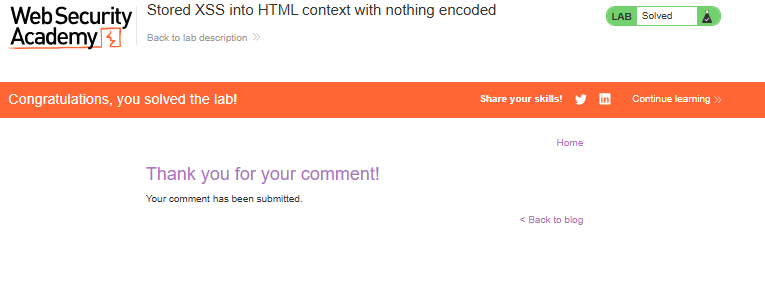 Web Security
Academy
Stored XSS into HTML context with nothing encoded
Back to lab description
LAB Solved
Congratulations, you solved the lab!
Share your skills!
Continue learning
Home
Thank you for your comment!
Your comment has been submitted.
< Back to blog